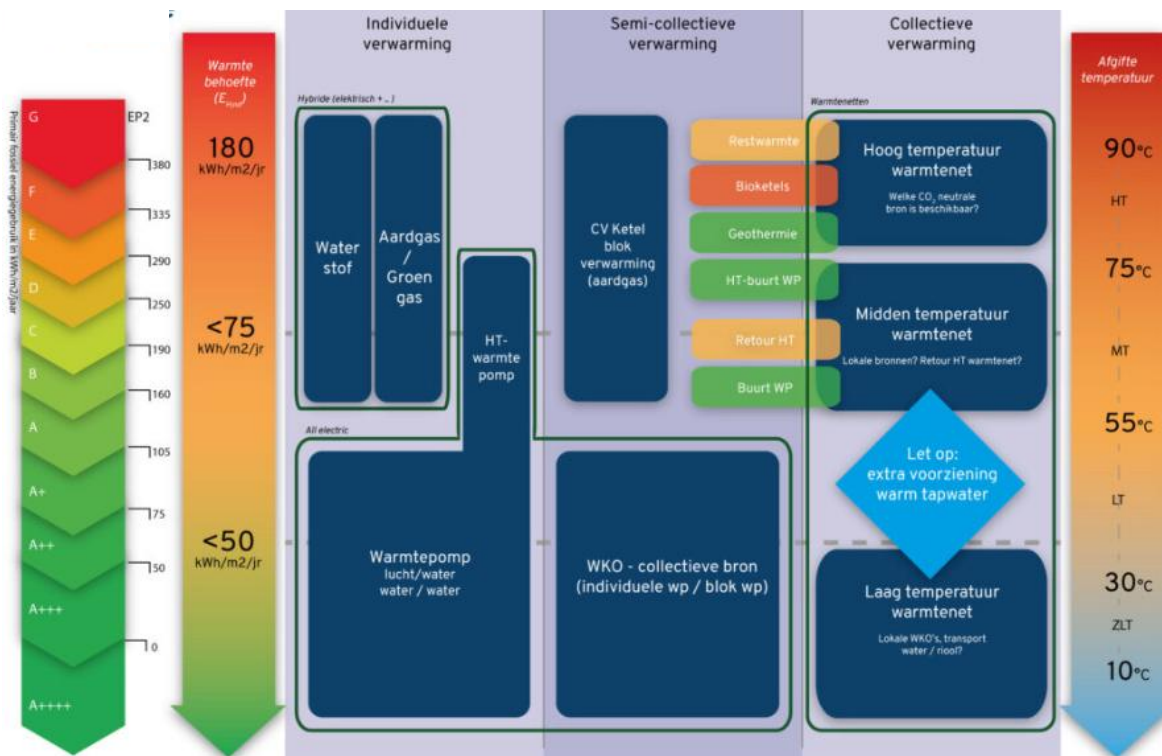 Individuele
verwarming
Semi-collectieve
verwarming
Collectieve
verwarming
Primair fossiel energiegebruik in kWh/m2/jaar
G
EP2
380
F
335
E
290
D
250
C
190
B
160
A
105
A+
75
A++
50
A+++
0
A++++
Warmte
behoefte
180
kWh/m2/jr
<75
kWh/m2/jr
<50
kWh/m2/jr
Hybride (elektrisch + .. )
Water
stof
Aardgas
/
Groen
gas
HT-
warmte
pomp
All electric
Warmtepomp
lucht/water
water / water
CV Ketel
blok
verwarming
(aardgas)
WKO - collectieve bron
(individuele wp / blok wp)
Restwarmte
Bioketels
Geothermie
HT-buurt WP
Retour HT
Buurt WP
Warmtenetten
Hoog temperatuur
warmtenet
Welke CO₂ neutrale
bron is beschikbaar?
Midden temperatuur
warmtenet
Lokale bronnen? Retour HT warmtenet?
Let op:
extra voorziening
warm tapwater
Laag temperatuur
warmtenet
Lokale WKO's, transport
water / riool?
Afgifte
temperatuur
90°C
HT
75°C
MT
55°C
LT
30°C
ZLT
10°C